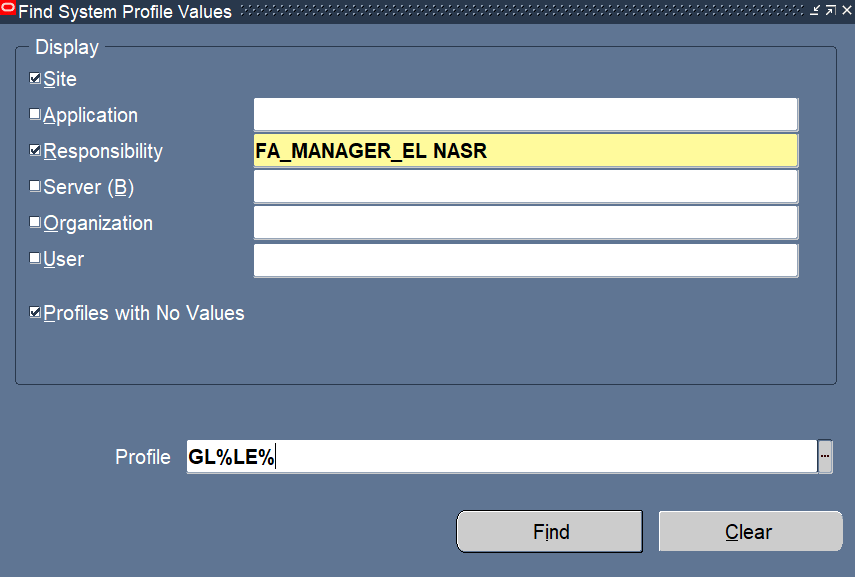 Find System Profile Values
Display
Site
Application
Responsibility FA_MANAGER_EL NASR
Server (B)
Organization
User
Profiles with No Values
Profile GL%LE% ...
Find Clear